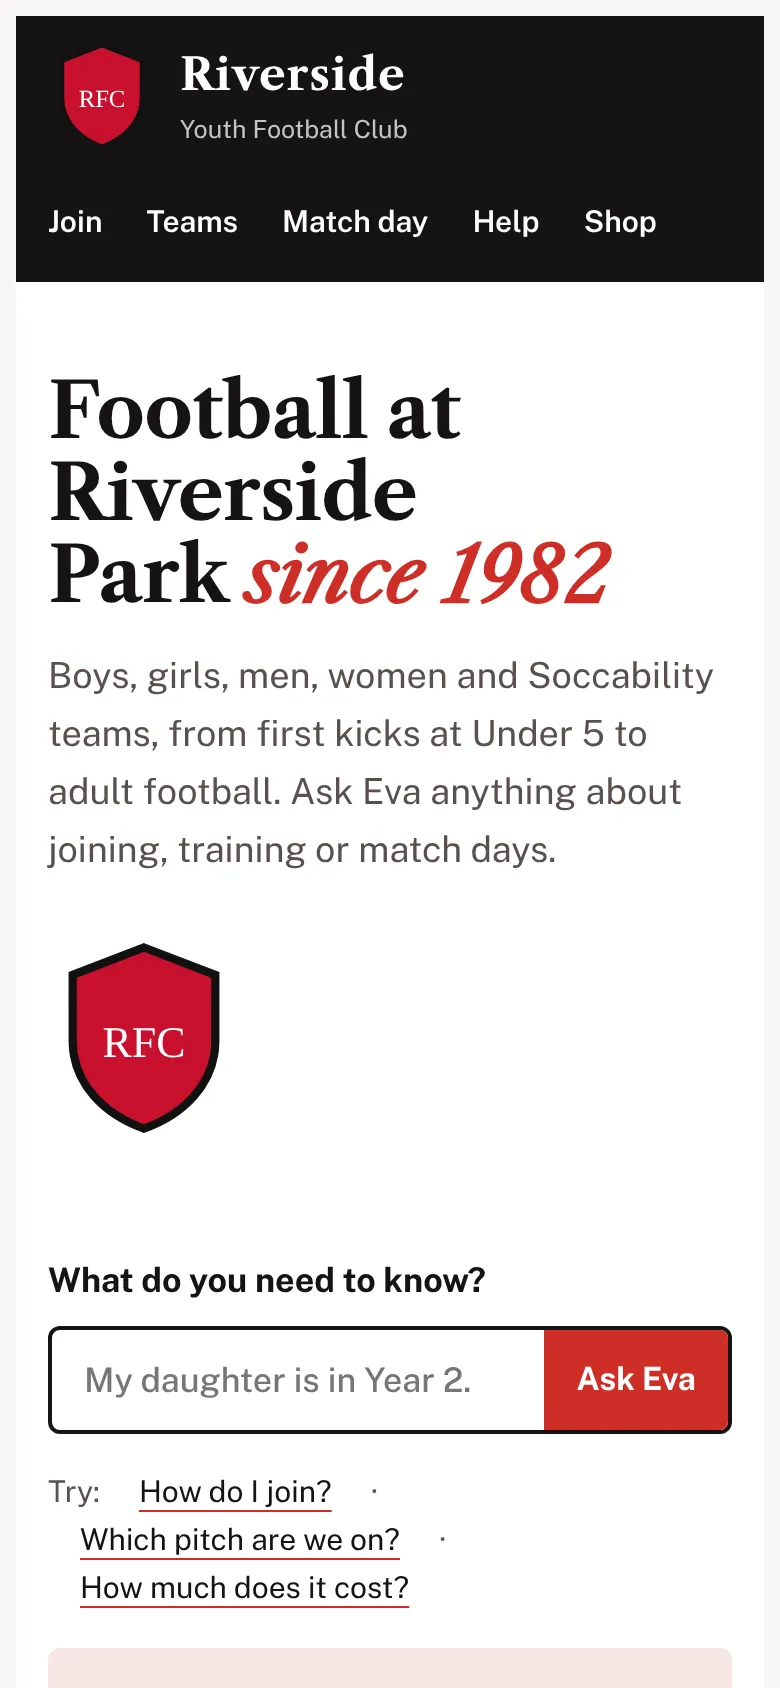 RFC
Riverside
Youth Football Club
Join Teams Match day Help Shop
Football at
Riverside
Park since 1982
Boys, girls, men, women and Soccability
teams, from first kicks at Under 5 to
adult football. Ask Eva anything about
joining, training or match days.
RFC
What do you need to know?
My daughter is in Year 2. Ask Eva
Try: How do I join? ·
Which pitch are we on? ·
How much does it cost?